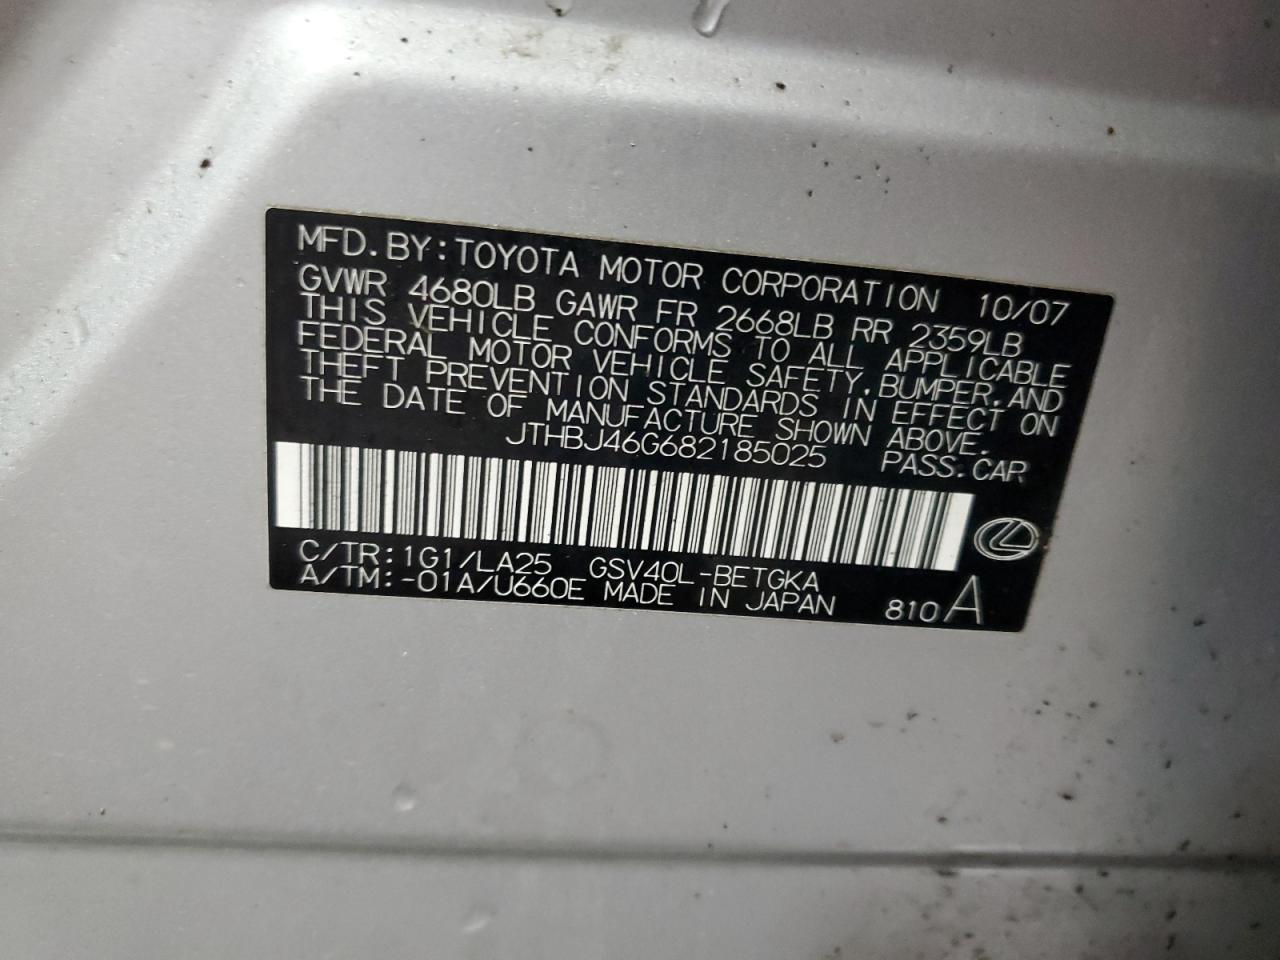 MFD.BY:TOYOTA MOTOR CORPORATION 10/07
GVWR 4680LB GAWR FR 2668LB RR 2359LB
THIS VEHICLE CONFORMS TO ALL APPLICABLE
FEDERAL MOTOR VEHICLE SAFETY,BUMPER,AND
THEFT PREVENTION STANDARDS IN EFFECT ON
THE DATE OF MANUFACTURE SHOWN ABOVE.
JTHBJ46G682185025 PASS.CAR
C/TR:1G1/LA25 GSV40L-BETGKA
A/TM:-01A/U660E MADE IN JAPAN 810A